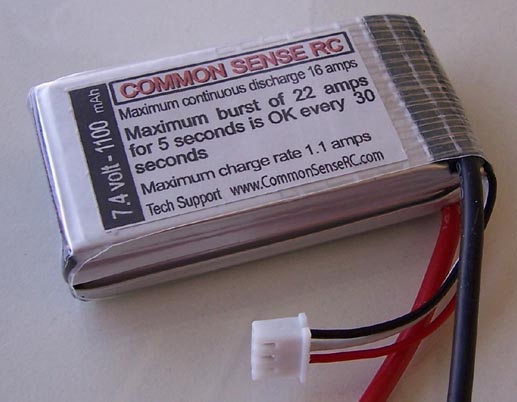 COMMON SENSE RC
Maximum continuous discharge 16 amps
Maximum burst of 22 amps
for 5 seconds is OK every 30
seconds
Maximum charge rate 1.1 amps
Tech Support www.CommonSenseRC.com
7.4 volt - 1100 mAh